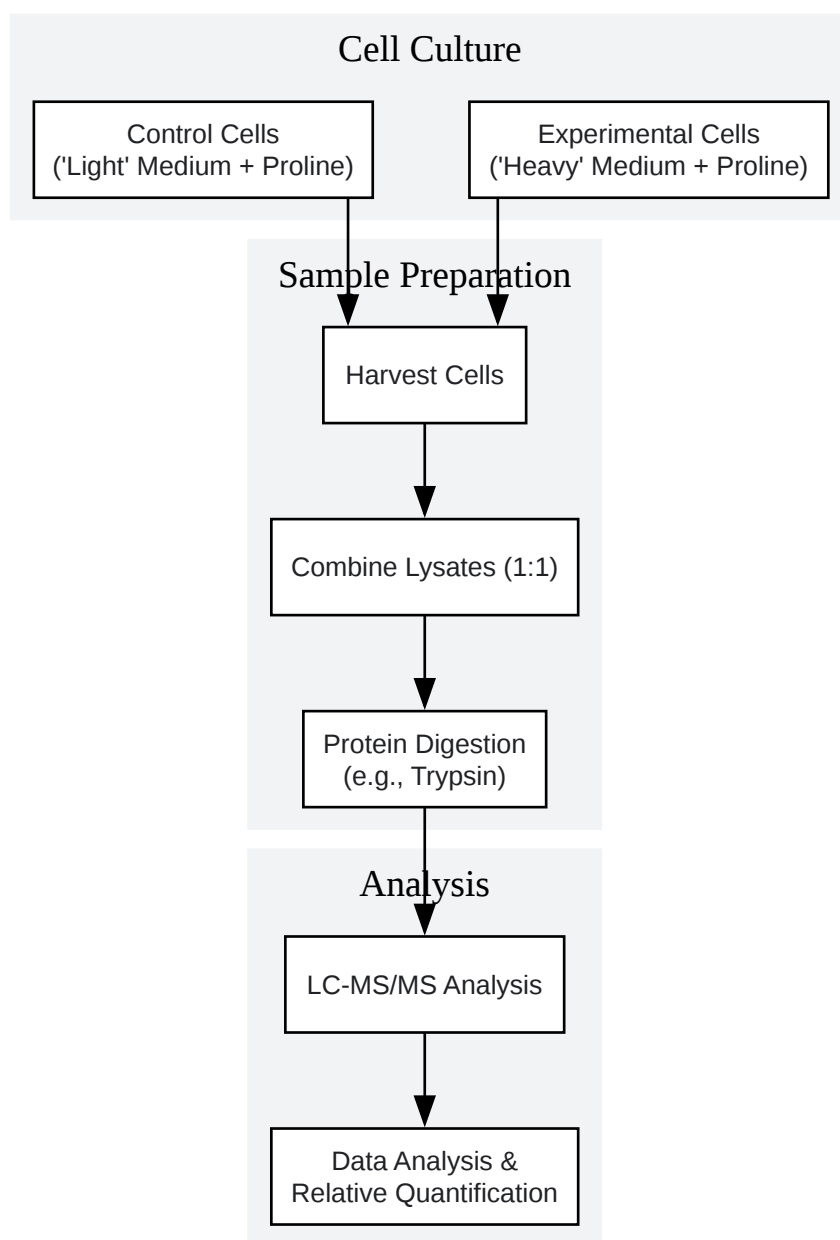 Cell Culture
Control Cells
('Light' Medium + Proline)
Experimental Cells
('Heavy' Medium + Proline)
Sample Preparation
Harvest Cells
Combine Lysates (1:1)
Protein Digestion
(e.g., Trypsin)
Analysis
LC-MS/MS Analysis
Data Analysis &
Relative Quantification